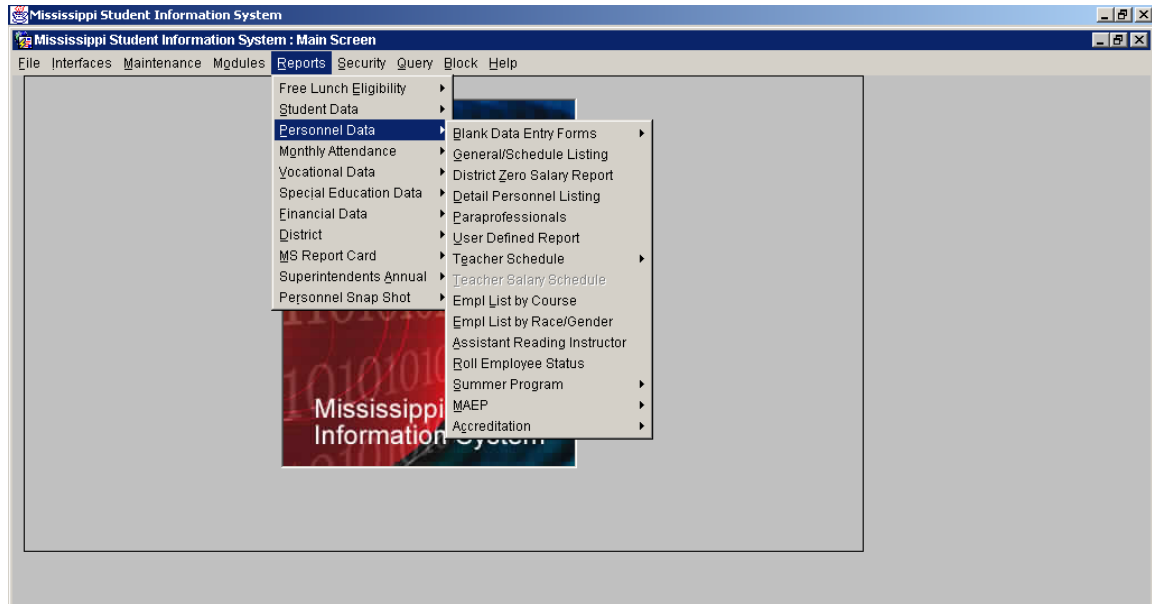 Mississippi Student Information System
Mississippi Student Information System : Main Screen
File Interfaces Maintenance Modules Reports Security Query Block Help
Free Lunch Eligibility
Student Data
Personnel Data
Monthly Attendance
Vocational Data
Special Education Data
Financial Data
District
MS Report Card
Superintendents Annual
Personnel Snap Shot
Blank Data Entry Forms
General/Schedule Listing
District Zero Salary Report
Detail Personnel Listing
Paraprofessionals
User Defined Report
Teacher Schedule
Teacher Salary Schedule
Empl List by Course
Empl List by Race/Gender
Assistant Reading Instructor
Roll Employee Status
Summer Program
MAEP
Accreditation
Mississippi
Information System